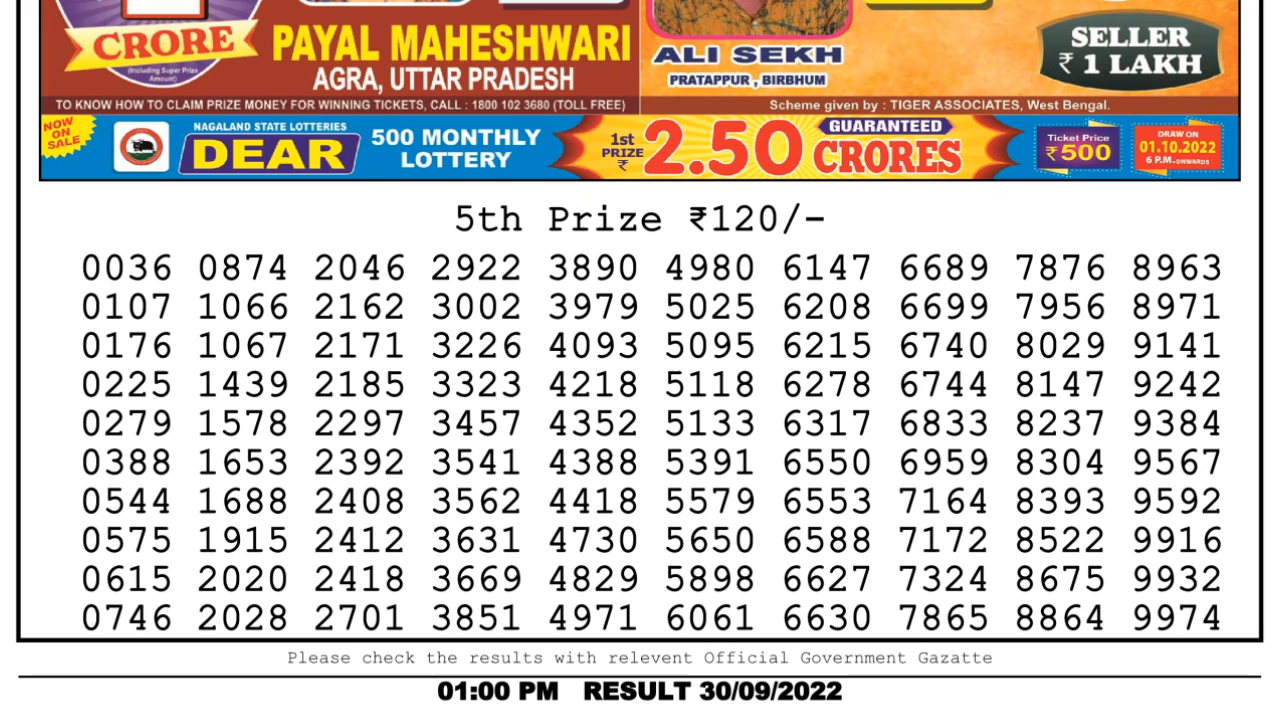 CRORE
(Including Super Prize
Amount)
PAYAL MAHESHWARI
AGRA, UTTAR PRADESH
ALI SEKH
PRATAPPUR , BIRBHUM
SELLER
₹ 1 LAKH
TO KNOW HOW TO CLAIM PRIZE MONEY FOR WINNING TICKETS, CALL : 1800 102 3680 (TOLL FREE)
Scheme given by : TIGER ASSOCIATES, West Bengal.
NOW
ON
SALE
NAGALAND STATE LOTTERIES
DEAR
500 MONTHLY
LOTTERY
1st
PRIZE
₹
2.50
GUARANTEED
CRORES
Ticket Price
₹500
DRAW ON
01.10.2022
6 P.M.ONWARDS
5th Prize ₹120/-
0036 0874 2046 2922 3890 4980 6147 6689 7876 8963
0107 1066 2162 3002 3979 5025 6208 6699 7956 8971
0176 1067 2171 3226 4093 5095 6215 6740 8029 9141
0225 1439 2185 3323 4218 5118 6278 6744 8147 9242
0279 1578 2297 3457 4352 5133 6317 6833 8237 9384
0388 1653 2392 3541 4388 5391 6550 6959 8304 9567
0544 1688 2408 3562 4418 5579 6553 7164 8393 9592
0575 1915 2412 3631 4730 5650 6588 7172 8522 9916
0615 2020 2418 3669 4829 5898 6627 7324 8675 9932
0746 2028 2701 3851 4971 6061 6630 7865 8864 9974
Please check the results with relevent Official Government Gazatte
01:00 PM RESULT 30/09/2022